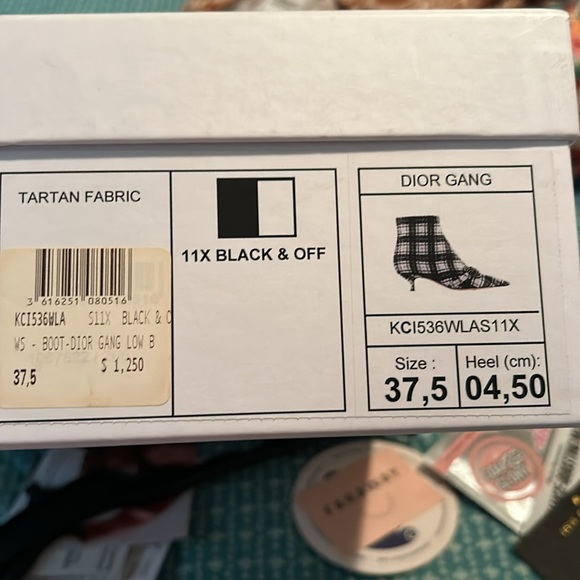 TARTAN FABRIC
3 616251 080516
KCI536WLA S11X BLACK & O
WS - BOOT-DIOR GANG LOW B
$ 1,250
37,5
11X BLACK & OFF
DIOR GANG
KCI536WLAS11X
Size : 37,5
Heel (cm): 04,50